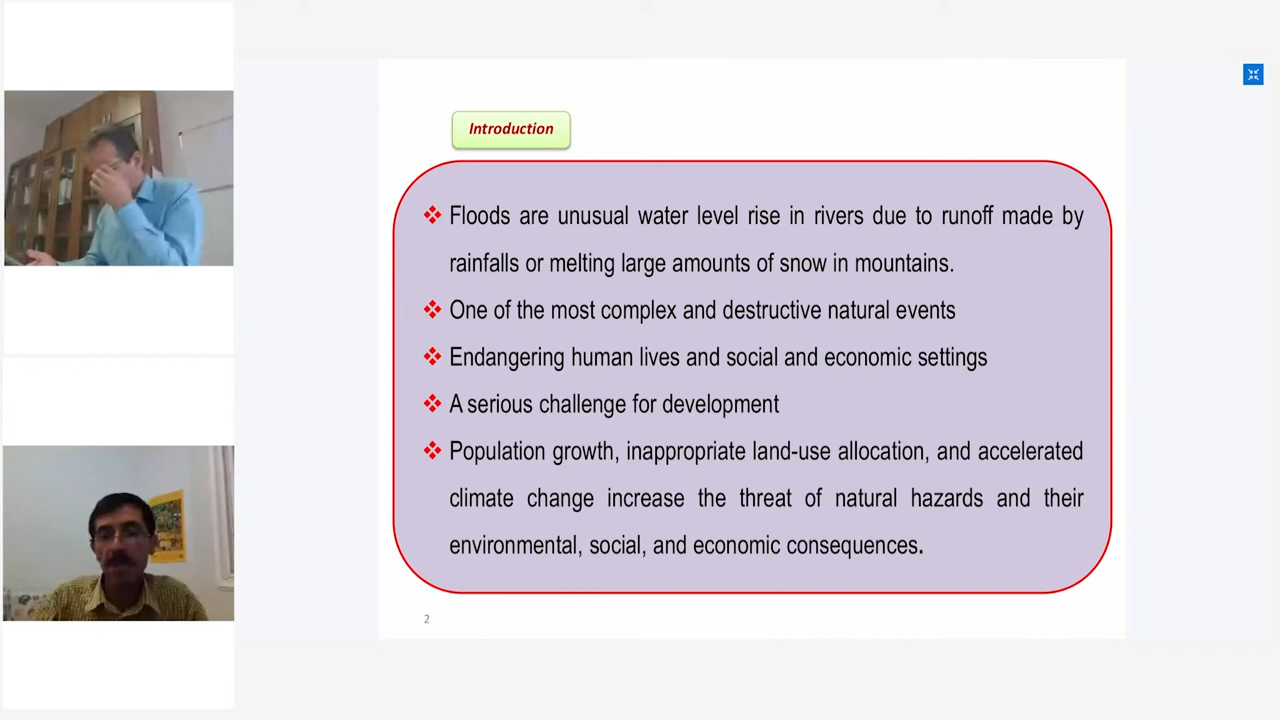 Introduction
❖ Floods are unusual water level rise in rivers due to runoff made by
rainfalls or melting large amounts of snow in mountains.
❖ One of the most complex and destructive natural events
❖ Endangering human lives and social and economic settings
❖ A serious challenge for development
❖ Population growth, inappropriate land-use allocation, and accelerated
climate change increase the threat of natural hazards and their
environmental, social, and economic consequences.
2